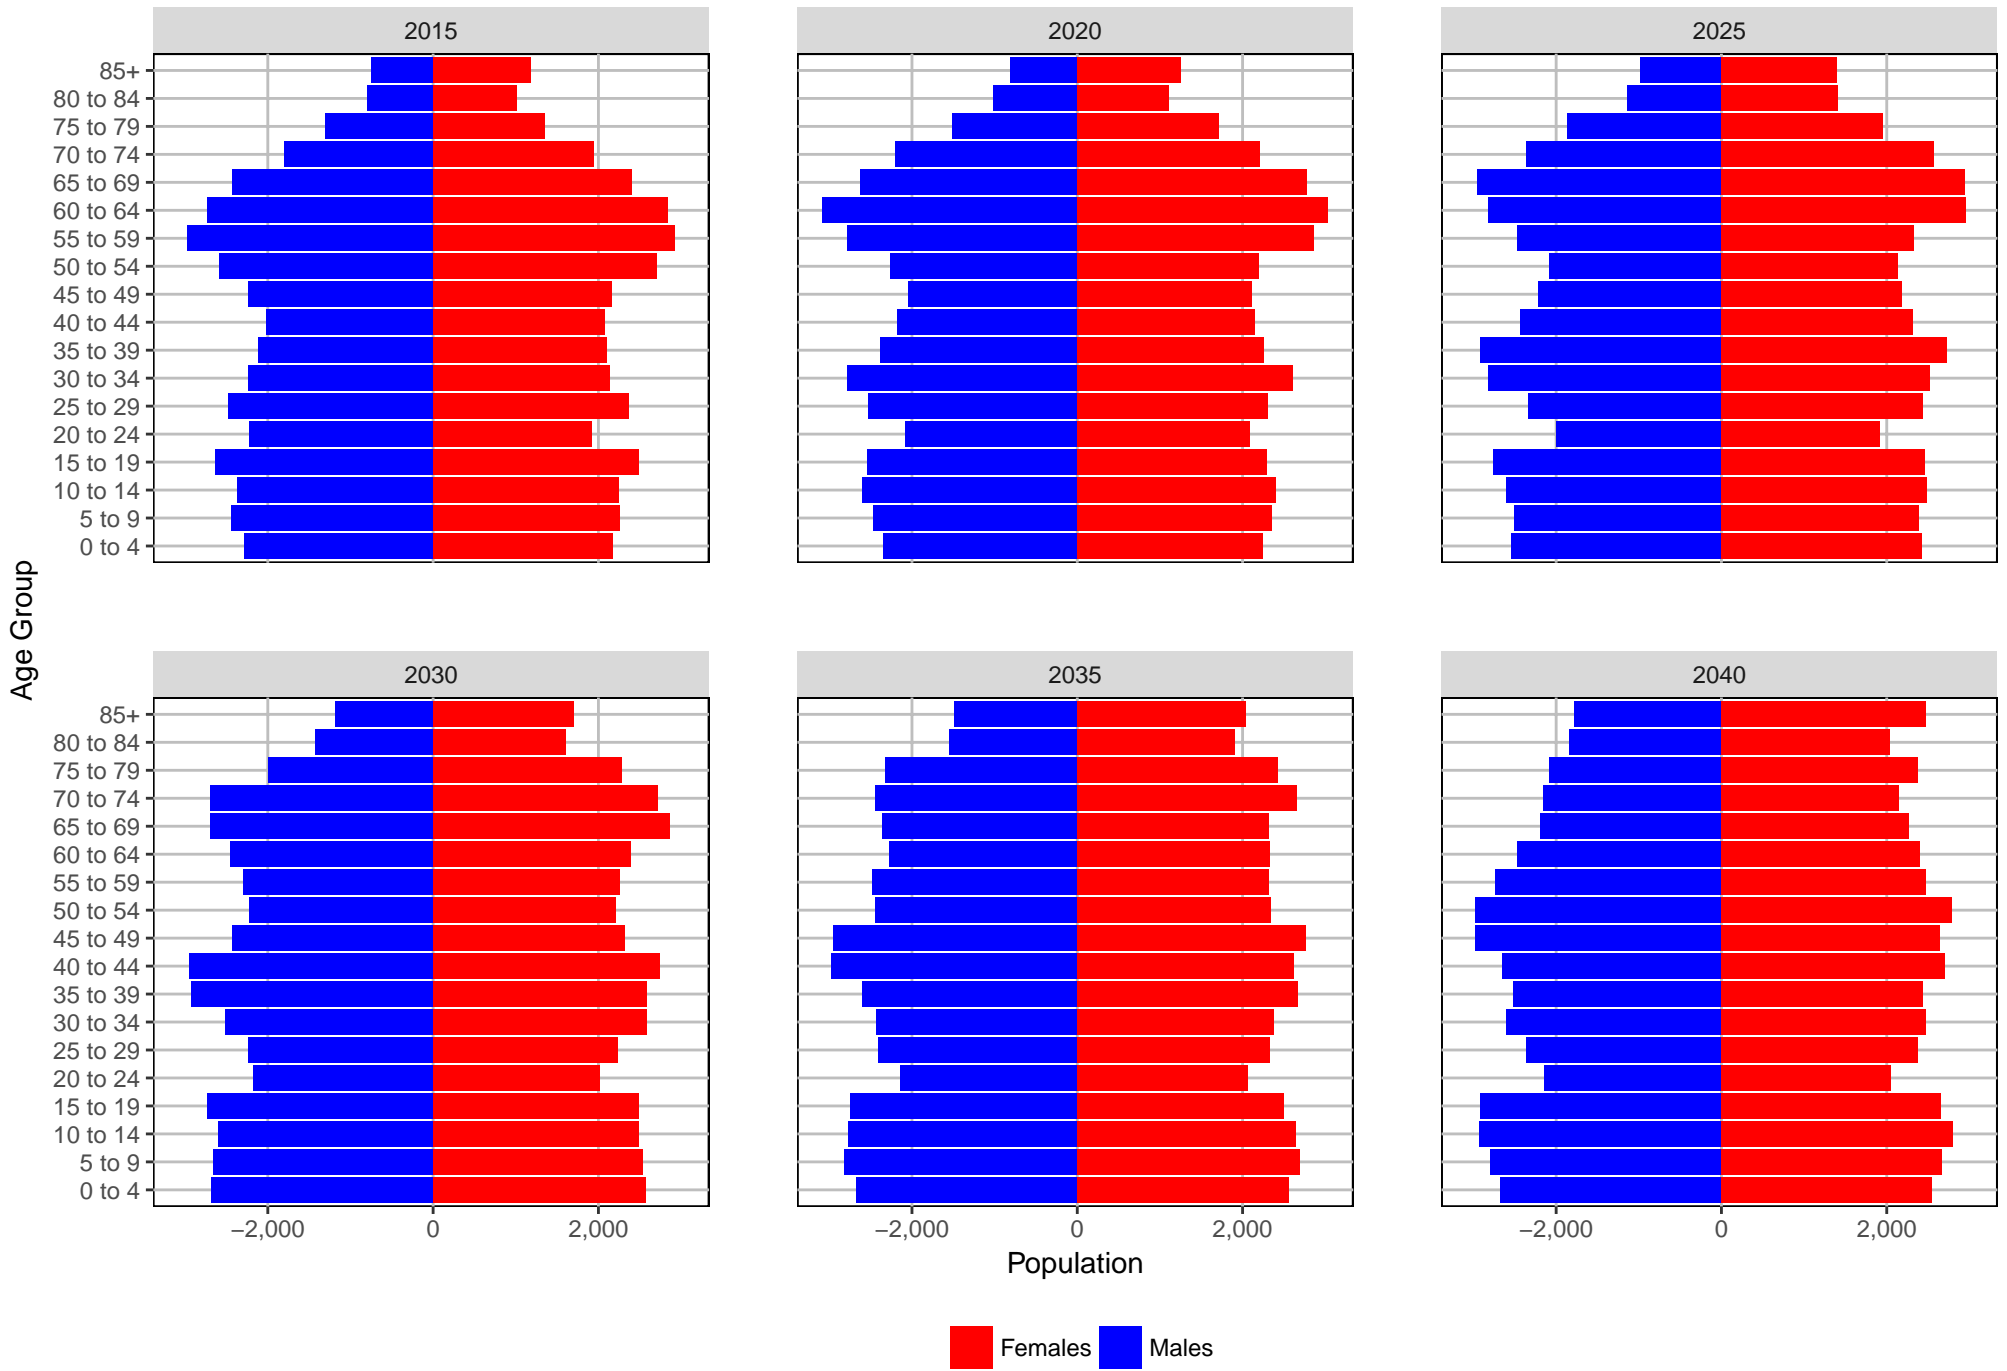 2015 2020 2025
85+
80 to 84
75 to 79
70 to 74
65 to 69
60 to 64
55 to 59
50 to 54
45 to 49
40 to 44
35 to 39
30 to 34
25 to 29
20 to 24
15 to 19
10 to 14
5 to 9
0 to 4
Age Group
2030 2035 2040
85+
80 to 84
75 to 79
70 to 74
65 to 69
60 to 64
55 to 59
50 to 54
45 to 49
40 to 44
35 to 39
30 to 34
25 to 29
20 to 24
15 to 19
10 to 14
5 to 9
0 to 4
−2,000 0 2,000 −2,000 0 2,000 −2,000 0 2,000
Population
Females Males